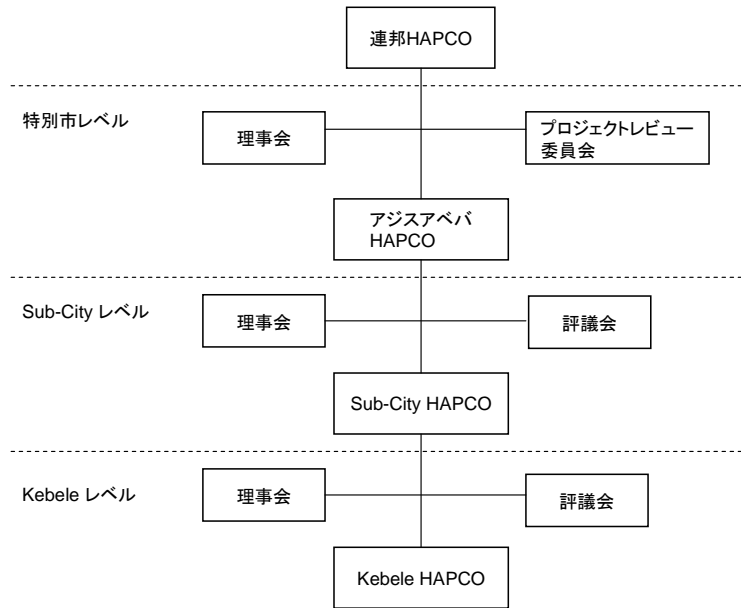 連邦HAPCO
特別市レベル
理事会
プロジェクトレビュー
委員会
アジスアベバ
HAPCO
Sub-City レベル
理事会
評議会
Sub-City HAPCO
Kebele レベル
理事会
評議会
Kebele HAPCO